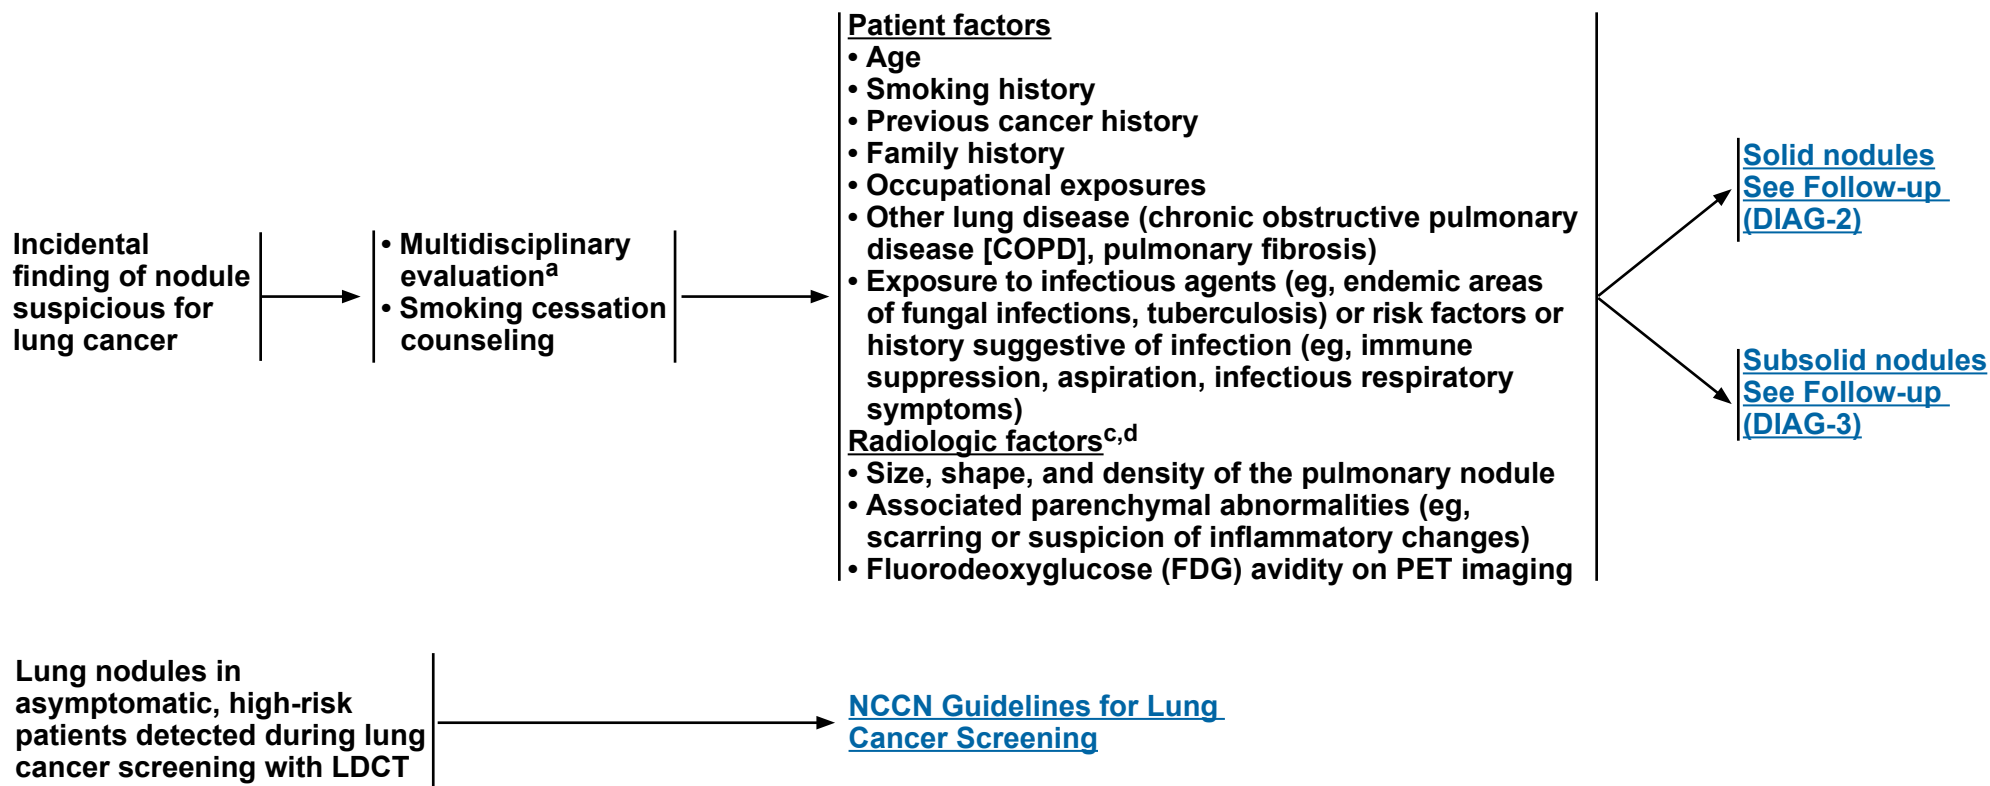 Incidental
finding of nodule
suspicious for
lung cancer
• Multidisciplinary
evaluationa
• Smoking cessation
counseling
Patient factors
• Age
• Smoking history
• Previous cancer history
• Family history
• Occupational exposures
• Other lung disease (chronic obstructive pulmonary
disease [COPD], pulmonary fibrosis)
• Exposure to infectious agents (eg, endemic areas
of fungal infections, tuberculosis) or risk factors or
history suggestive of infection (eg, immune
suppression, aspiration, infectious respiratory
symptoms)
Radiologic factorsc,d
• Size, shape, and density of the pulmonary nodule
• Associated parenchymal abnormalities (eg,
scarring or suspicion of inflammatory changes)
• Fluorodeoxyglucose (FDG) avidity on PET imaging
Solid nodules
See Follow-up
(DIAG-2)
Subsolid nodules
See Follow-up
(DIAG-3)
Lung nodules in
asymptomatic, high-risk
patients detected during lung
cancer screening with LDCT
NCCN Guidelines for Lung
Cancer Screening